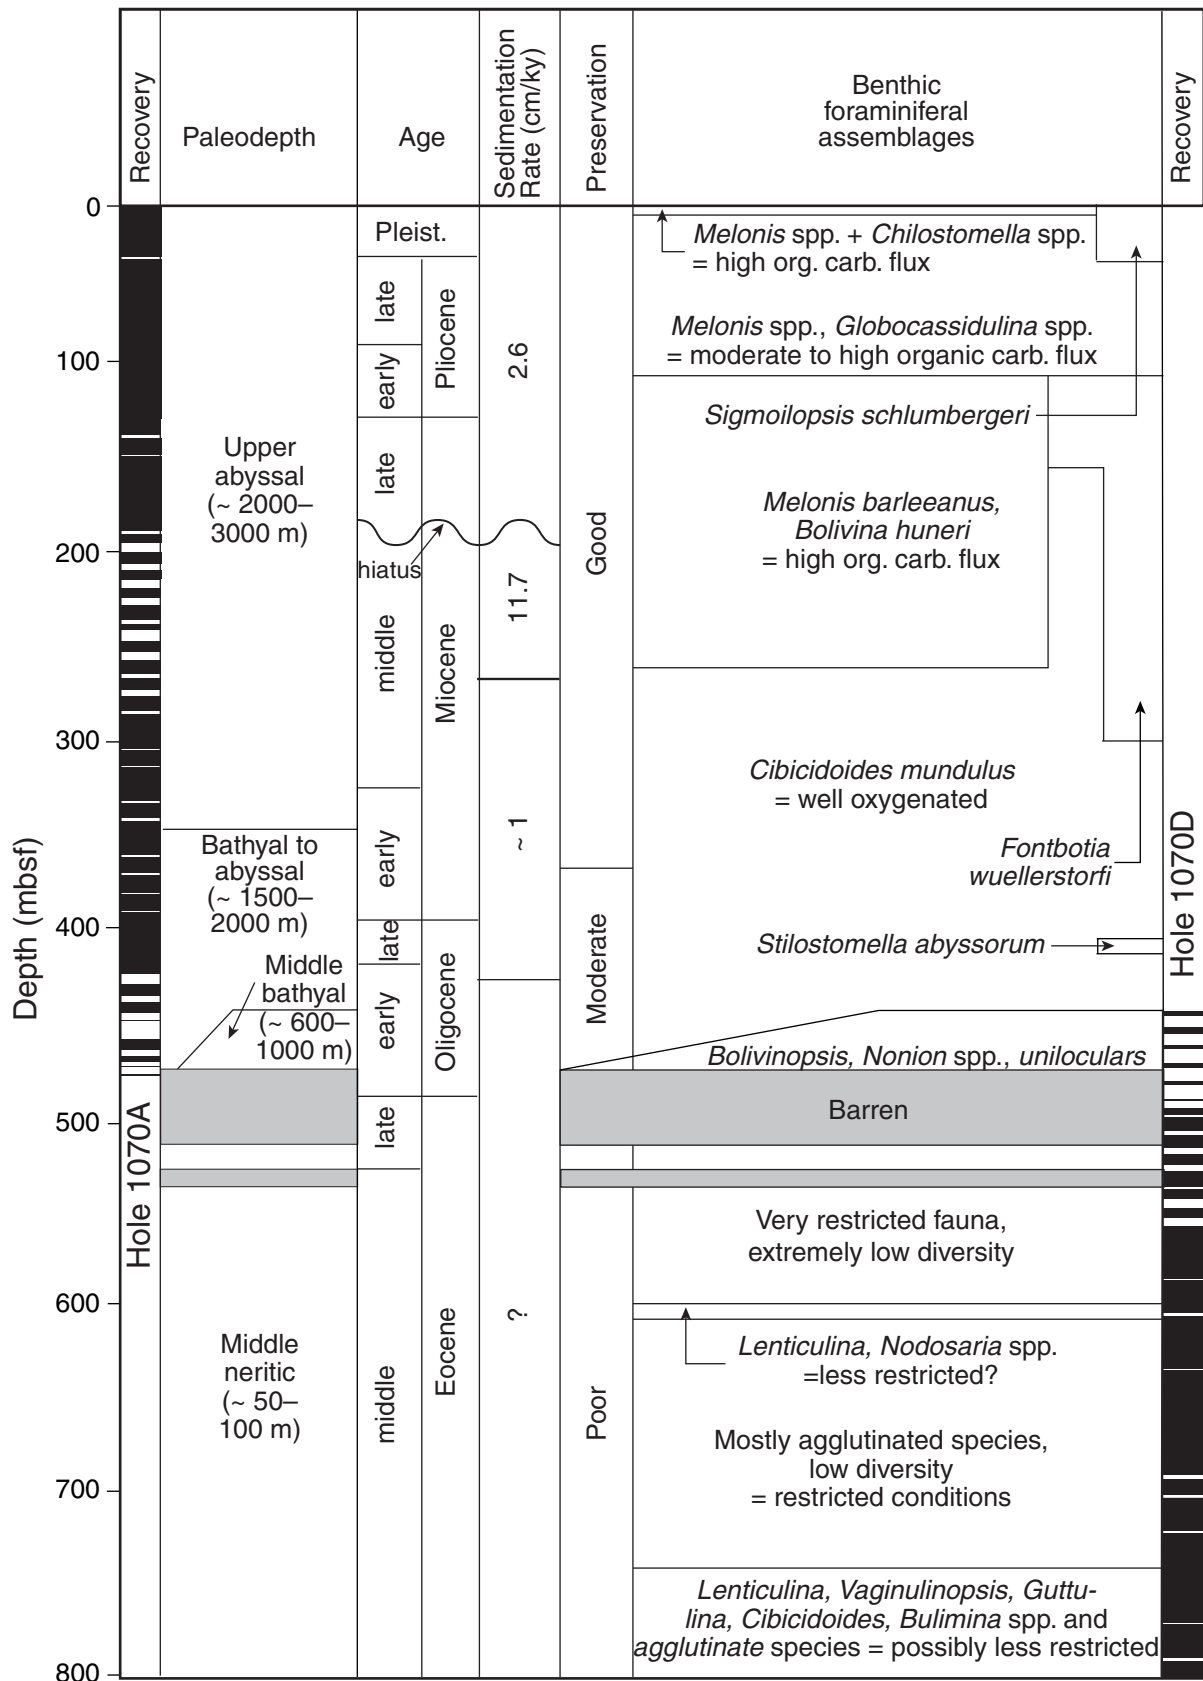 Recovery
Paleodepth
Age
Sedimentation
Rate (cm/ky)
Preservation
Benthic
foraminiferal
assemblages
Recovery
Depth (mbsf)
0
100
200
300
400
500
600
700
800
Hole 1070A
Upper
abyssal
(~ 2000–
3000 m)
Bathyal to
abyssal
(~ 1500–
2000 m)
Middle
bathyal
(~ 600–
1000 m)
Middle
neritic
(~ 50–
100 m)
Pleist.
late
early
Pliocene
late
hiatus
middle
early
Miocene
late
early
Oligocene
late
middle
Eocene
2.6
11.7
~ 1
?
Good
Moderate
Poor
Melonis spp. + Chilostomella spp.
= high org. carb. flux
Melonis spp., Globocassidulina spp.
= moderate to high organic carb. flux
Sigmoilopsis schlumbergeri
Melonis barleeanus,
Bolivina huneri
= high org. carb. flux
Cibicidoides mundulus
= well oxygenated
Fontbotia
wuellerstorfi
Stilostomella abyssorum
Bolivinopsis, Nonion spp., uniloculars
Barren
Very restricted fauna,
extremely low diversity
Lenticulina, Nodosaria spp.
=less restricted?
Mostly agglutinated species,
low diversity
= restricted conditions
Lenticulina, Vaginulinopsis, Guttu-
lina, Cibicidoides, Bulimina spp. and
agglutinate species = possibly less restricted
Hole 1070D